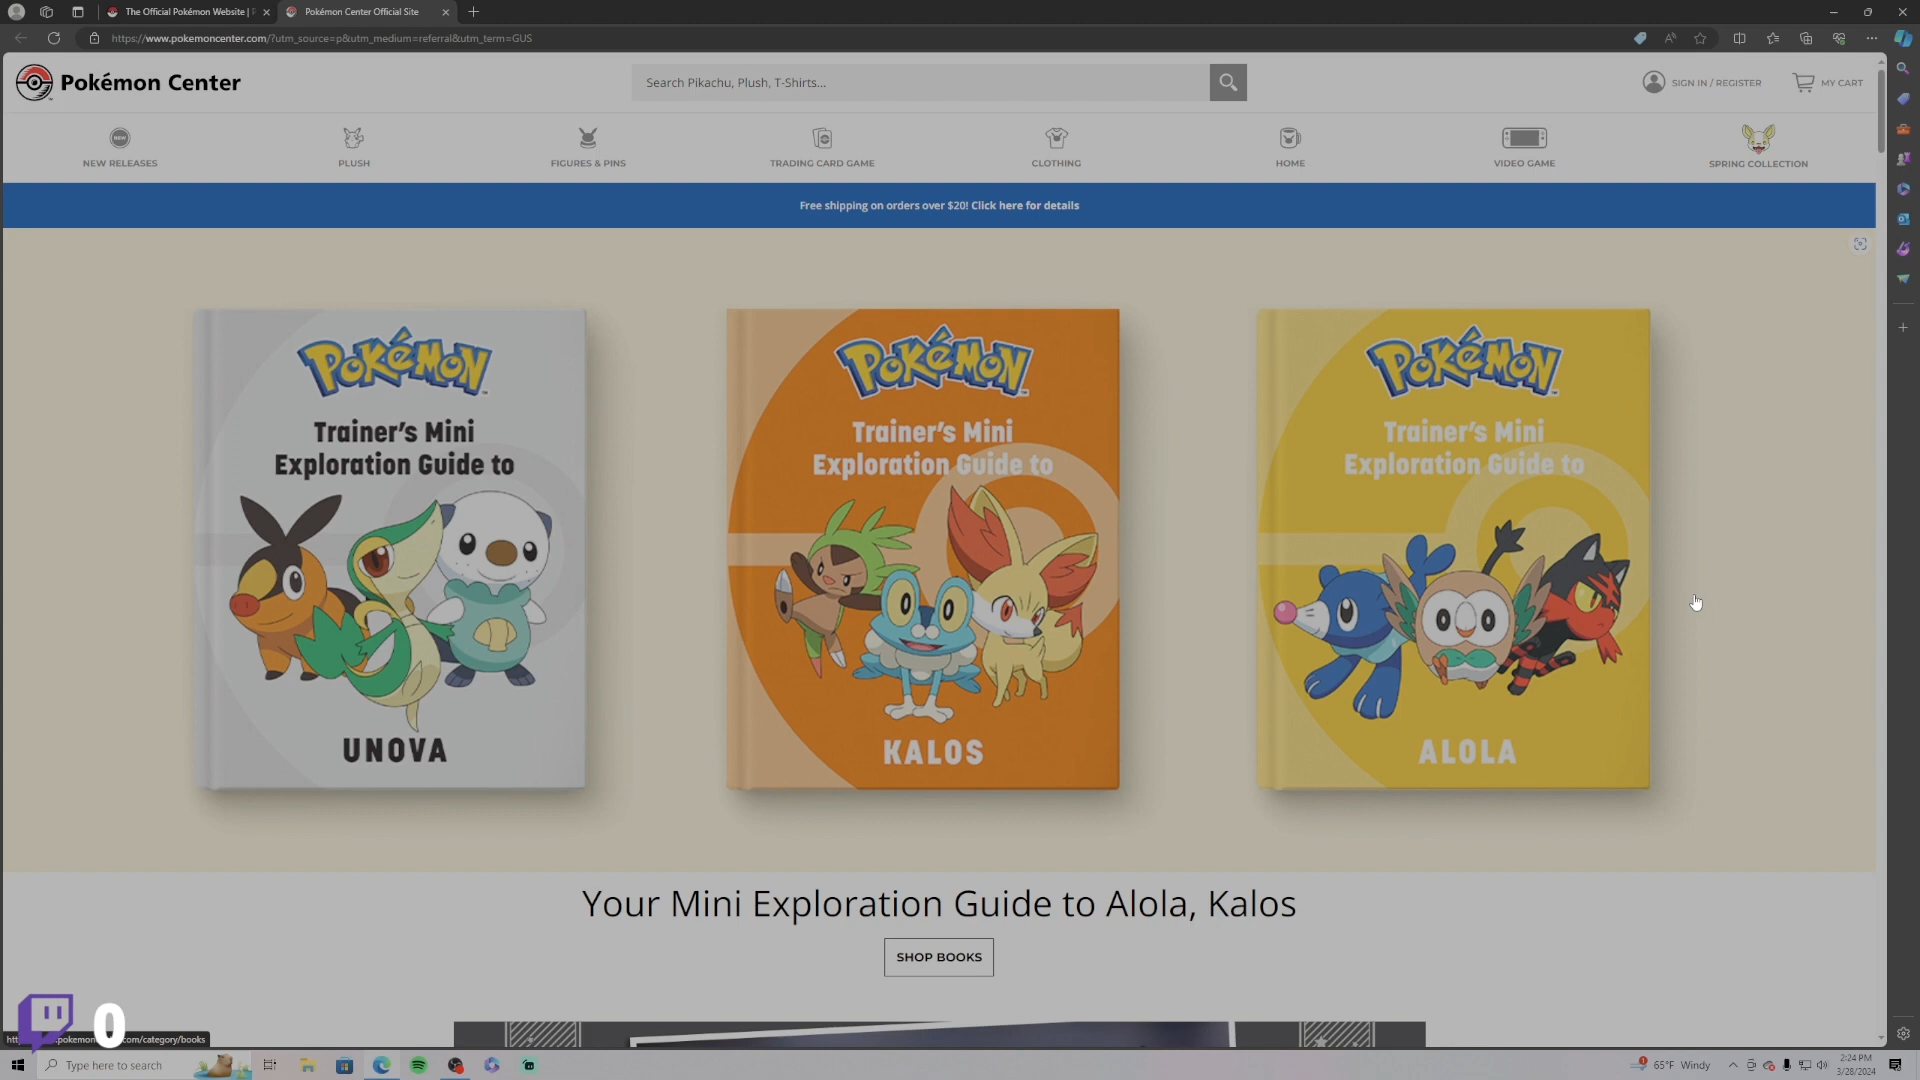 The Official Pokémon Website |
Pokémon Center Official Site
https://www.pokemoncenter.com/?utm_source=p&utm_medium=referral&utm_term=GUS
Pokémon Center
Search Pikachu, Plush, T-Shirts...
SIGN IN / REGISTER
MY CART
NEW
NEW RELEASES
PLUSH
FIGURES & PINS
TRADING CARD GAME
CLOTHING
HOME
VIDEO GAME
SPRING COLLECTION
Free shipping on orders over $20! Click here for details
POKéMON
Trainer's Mini
Exploration Guide to
UNOVA
POKéMON
Trainer's Mini
Exploration Guide to
KALOS
POKéMON
Trainer's Mini
Exploration Guide to
ALOLA
Your Mini Exploration Guide to Alola, Kalos
SHOP BOOKS
0
com/category/books
Type here to search
65°F Windy
2:24 PM
3/28/2024